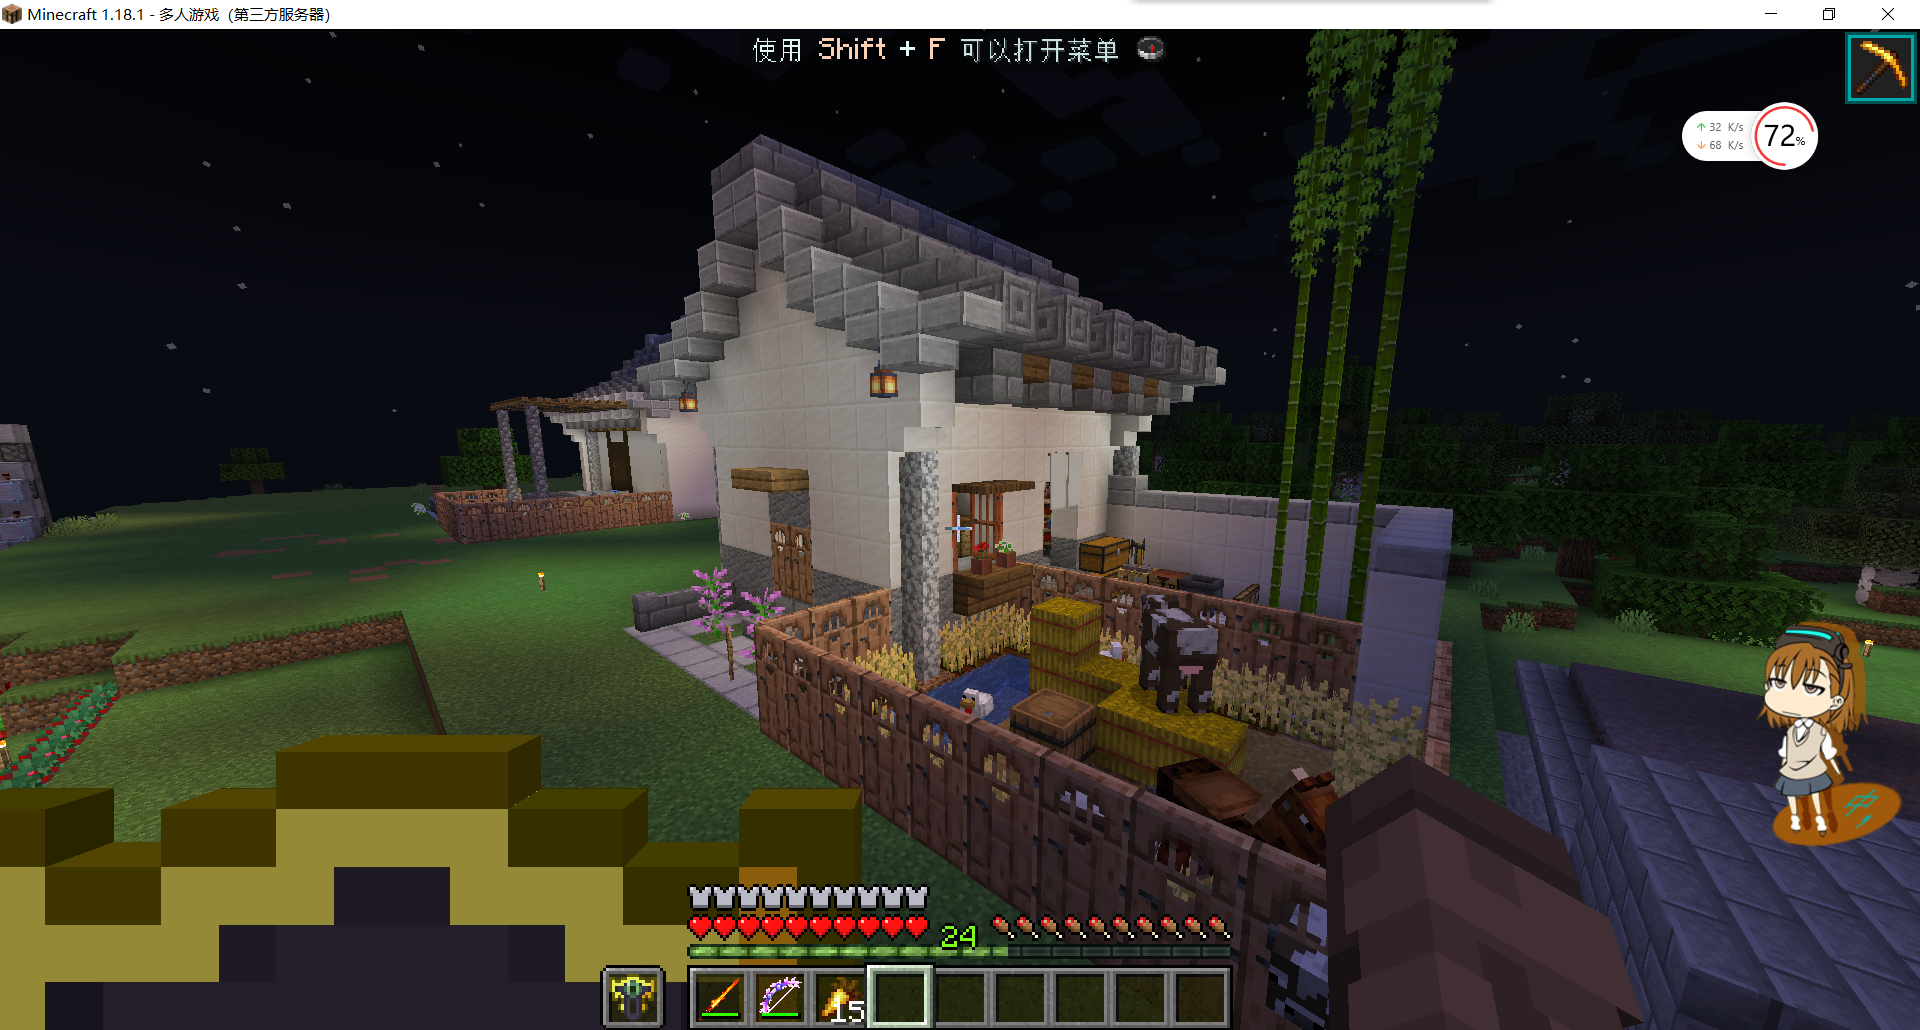 Minecraft 1.18.1 - 多人游戏（第三方服务器）
使用 Shift + F 可以打开菜单
↑ 32 K/s
↓ 68 K/s
72%
24
15
中